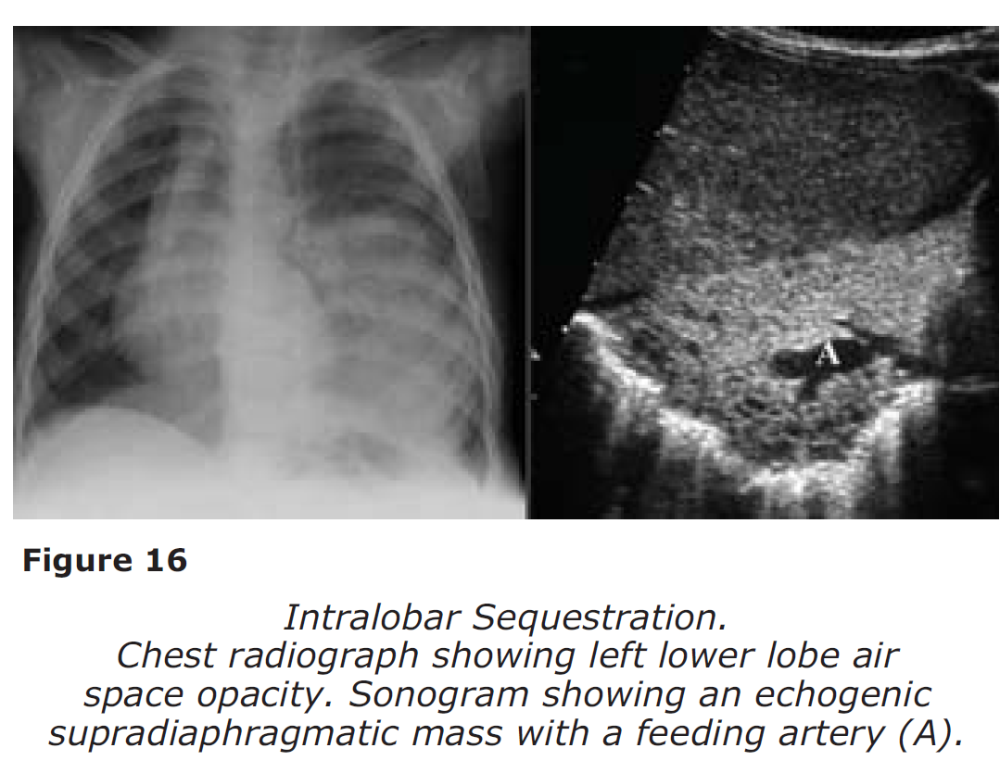 A
Figure 16
Intralobar Sequestration.
Chest radiograph showing left lower lobe air
space opacity. Sonogram showing an echogenic
supradiaphragmatic mass with a feeding artery (A).